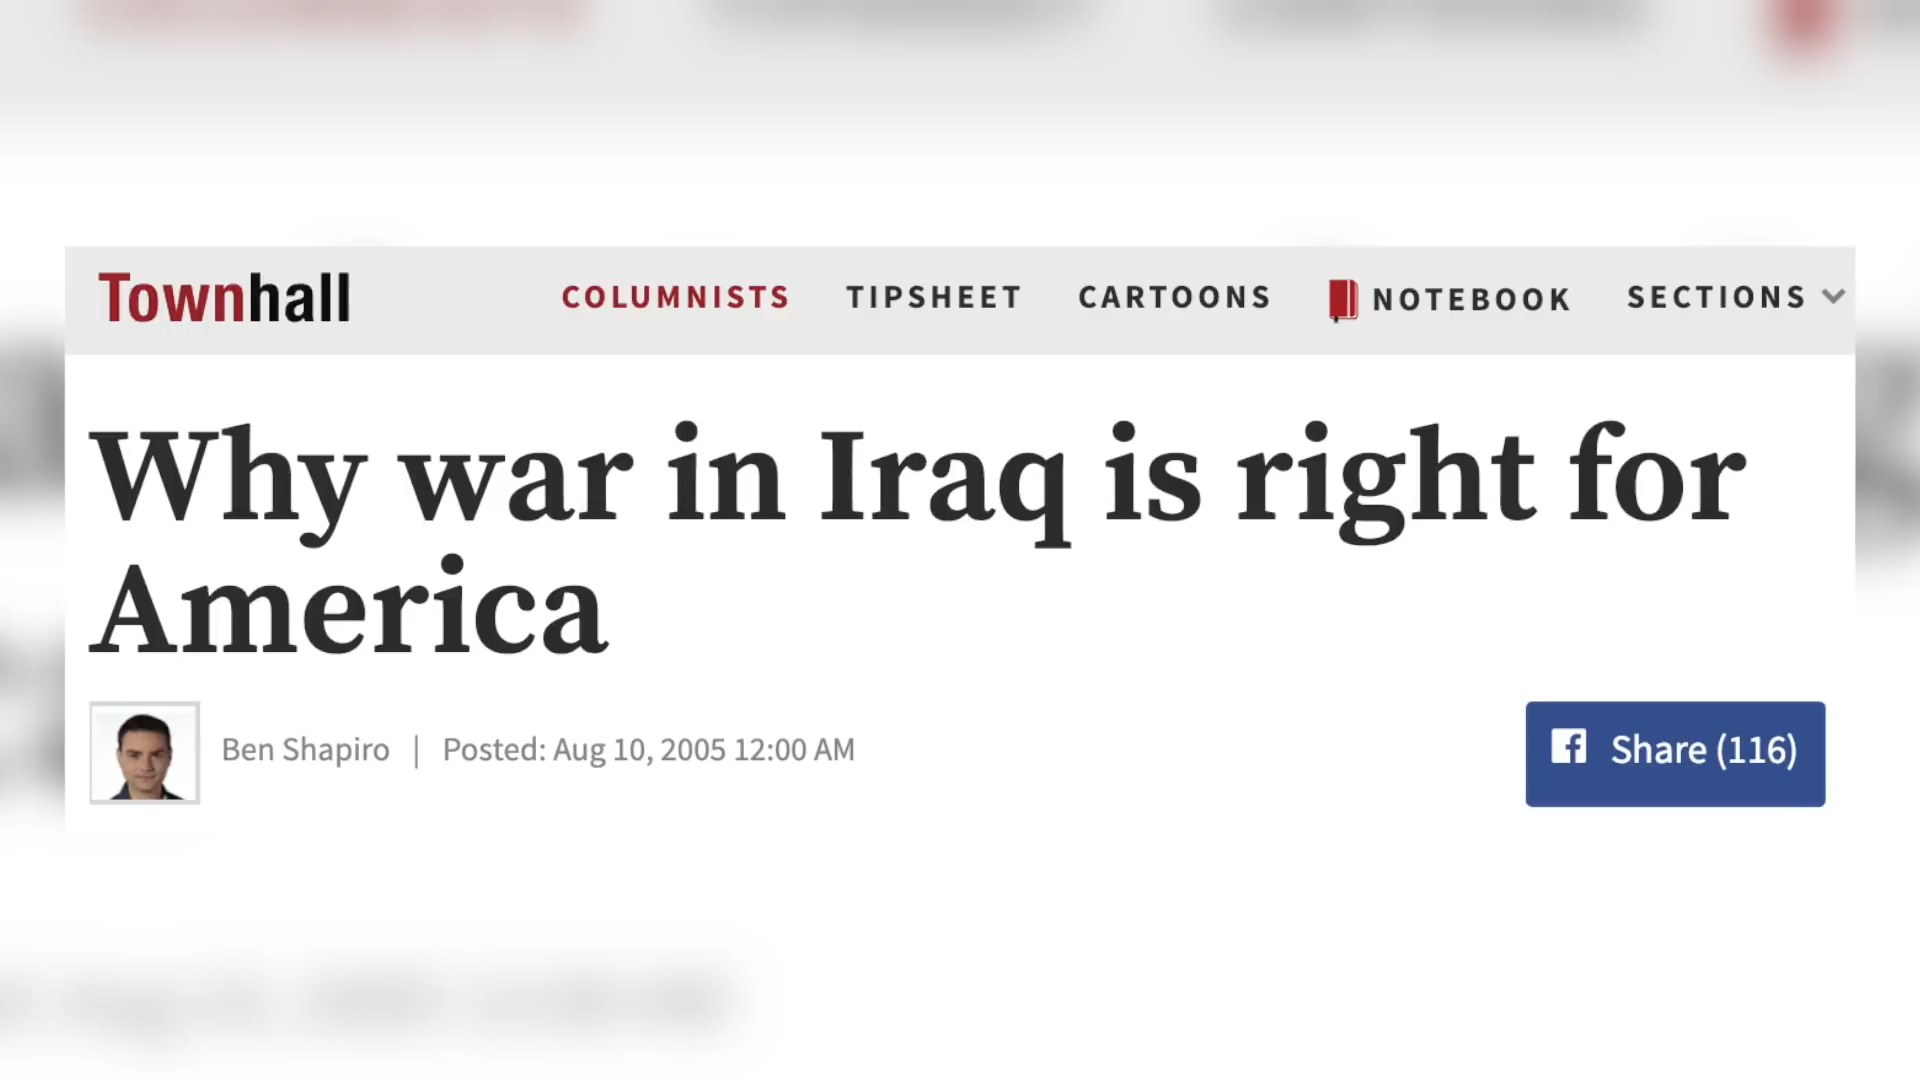 Townhall COLUMNISTS TIPSHEET CARTOONS NOTEBOOK SECTIONS
Why war in Iraq is right for
America
Ben Shapiro | Posted: Aug 10, 2005 12:00 AM
Share (116)